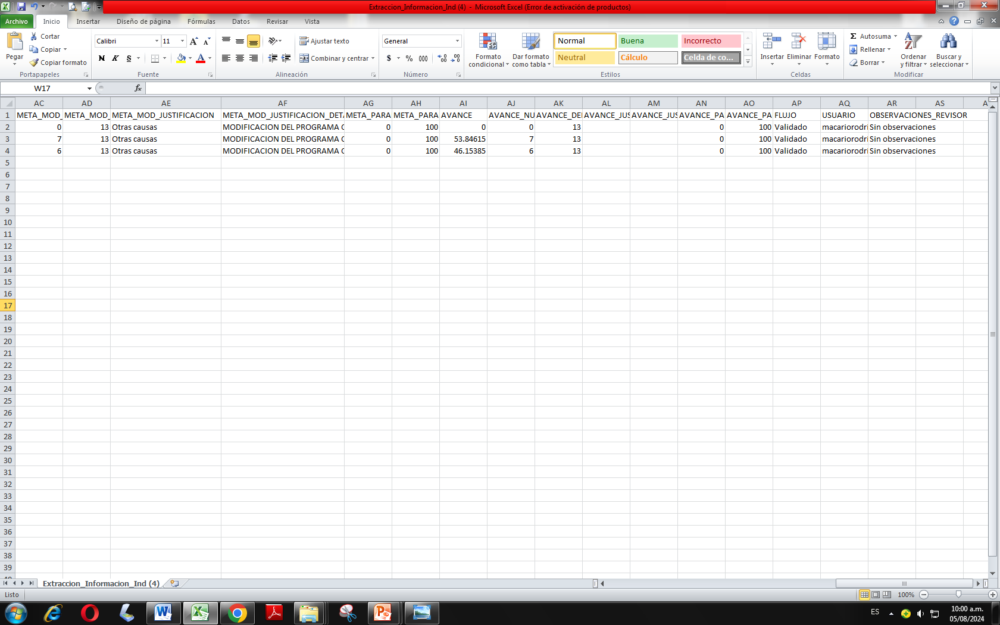 Extraccion_Informacion_Ind (4) - Microsoft Excel (Error de activación de productos)
Archivo Inicio Insertar Diseño de página Fórmulas Datos Revisar Vista
Pegar Cortar Copiar Copiar formato
Calibri 11 N K S
Ajustar texto Combinar y centrar
General $ % 000
Formato condicional Dar formato como tabla
Normal Buena Incorrecto
Neutral Cálculo Celda de co...
Insertar Eliminar Formato
Σ Autosuma Rellenar Borrar
Ordenar y filtrar Buscar y seleccionar
Portapapeles Fuente Alineación Número Estilos Celdas Modificar
W17 fx
AC AD AE AF AG AH AI AJ AK AL AM AN AO AP AQ AR AS A
1 META_MOD_ META_MOD_ META_MOD_JUSTIFICACION META_MOD_JUSTIFICACION_DETA META_PARA META_PARA AVANCE AVANCE_NU AVANCE_DE AVANCE_JUS AVANCE_JUS AVANCE_PA AVANCE_PA FLUJO USUARIO OBSERVACIONES_REVISOR
2 0 13 Otras causas MODIFICACION DEL PROGRAMA 0 100 0 0 13 0 100 Validado macariorodri Sin observaciones
3 7 13 Otras causas MODIFICACION DEL PROGRAMA 0 100 53.84615 7 13 0 100 Validado macariorodri Sin observaciones
4 6 13 Otras causas MODIFICACION DEL PROGRAMA 0 100 46.15385 6 13 0 100 Validado macariorodri Sin observaciones
5
6
7
8
9
10
11
12
13
14
15
16
17
18
19
20
21
22
23
24
25
26
27
28
29
30
31
32
33
34
35
36
37
38
39
Extraccion_Informacion_Ind (4)
Listo 100%
ES 10:00 a.m.
05/08/2024